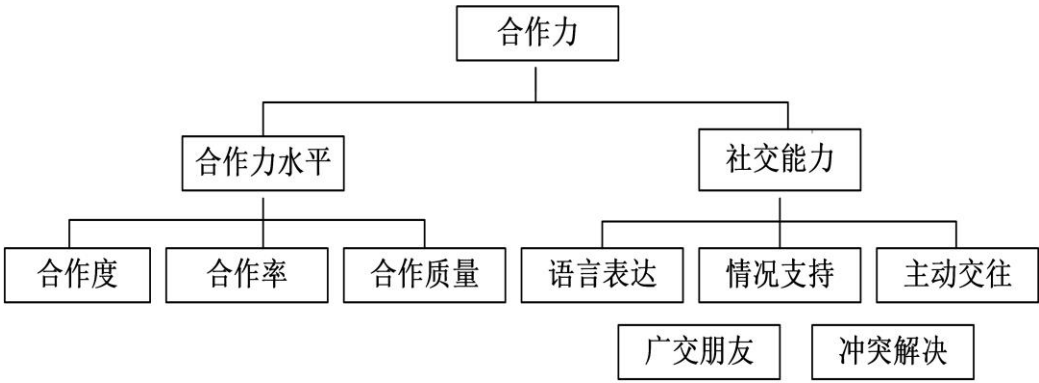 合作力
合作力水平 社交能力
合作度 合作率 合作质量 语言表达 情况支持 主动交往
广交朋友 冲突解决